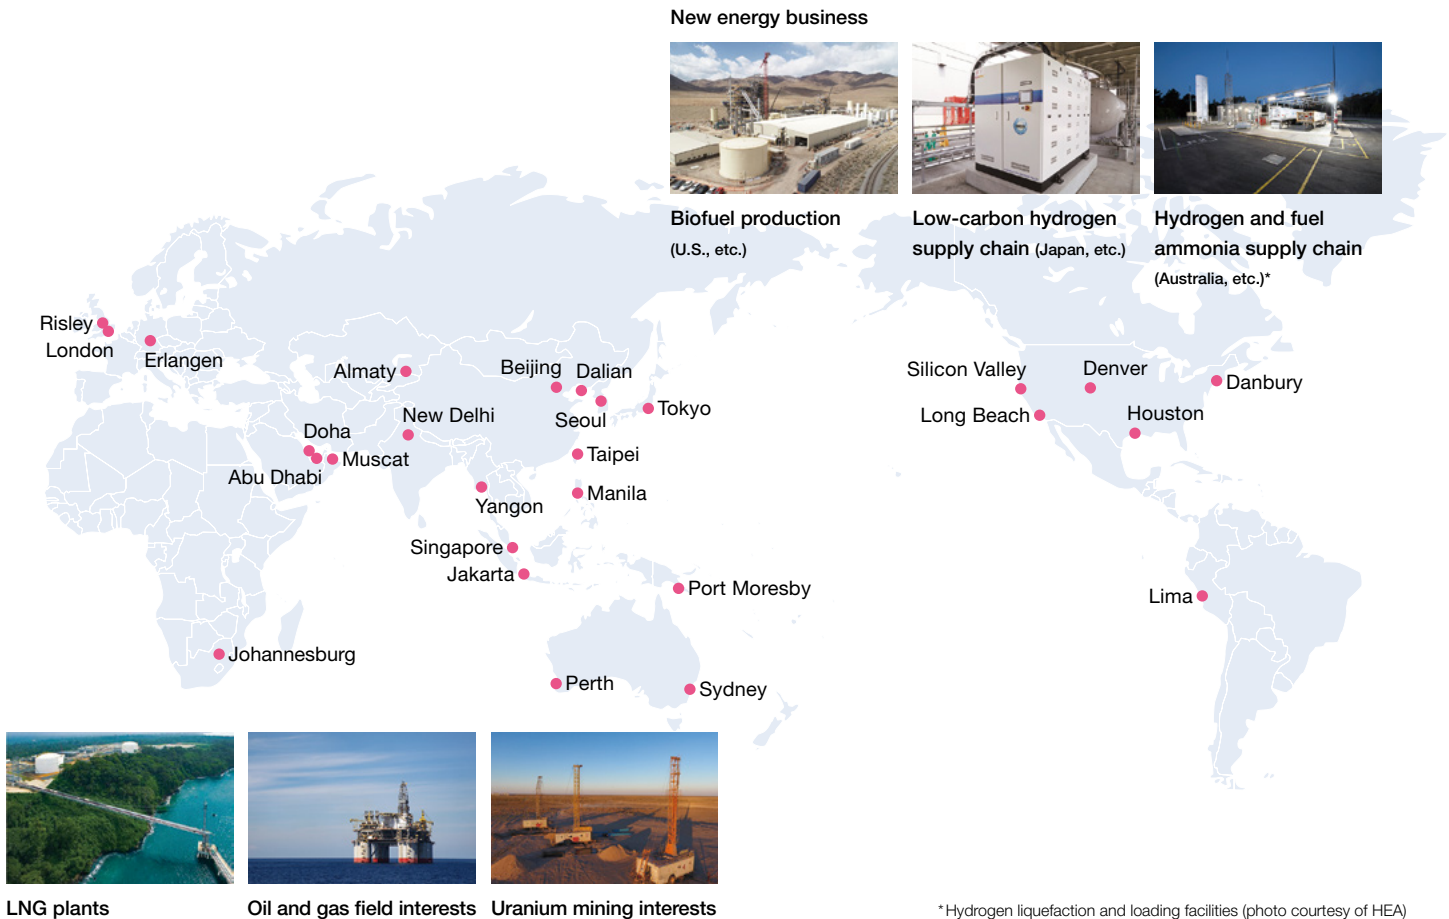 New energy business
Biofuel production
(U.S., etc.)
Low-carbon hydrogen
supply chain (Japan, etc.)
Hydrogen and fuel
ammonia supply chain
(Australia, etc.)*
Risley
London
Erlangen
Almaty
Beijing
Dalian
Seoul
Tokyo
New Delhi
Doha
Abu Dhabi
Muscat
Taipei
Manila
Yangon
Singapore
Jakarta
Port Moresby
Johannesburg
Perth
Sydney
Silicon Valley
Denver
Danbury
Long Beach
Houston
Lima
LNG plants
Oil and gas field interests
Uranium mining interests
*Hydrogen liquefaction and loading facilities (photo courtesy of HEA)